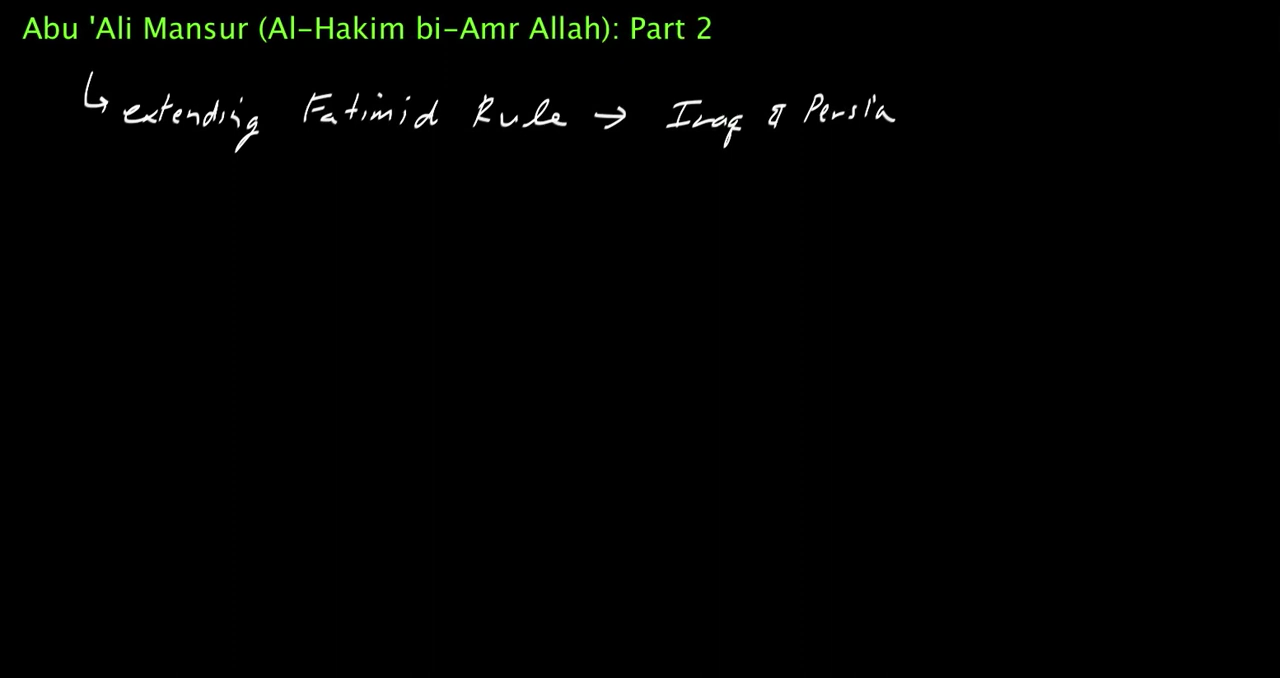 Abu 'Ali Mansur (Al-Hakim bi-Amr Allah): Part 2
↳ extending Fatimid Rule → Iraq & Persia